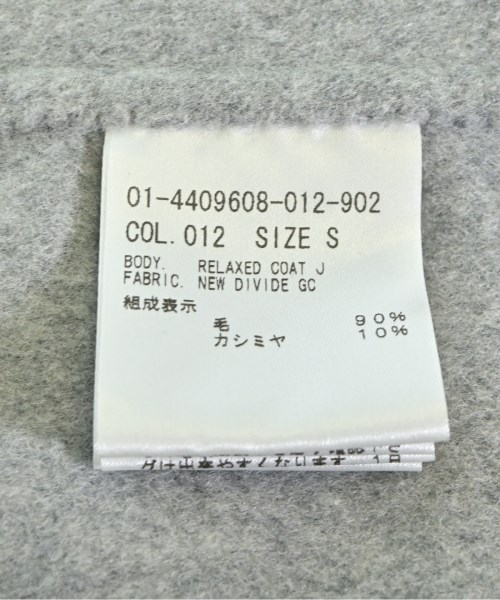 01-4409608-012-902
COL.012 SIZE S
BODY. RELAXED COAT J
FABRIC. NEW DIVIDE GC
組成表示
毛 90%
カシミヤ 10%